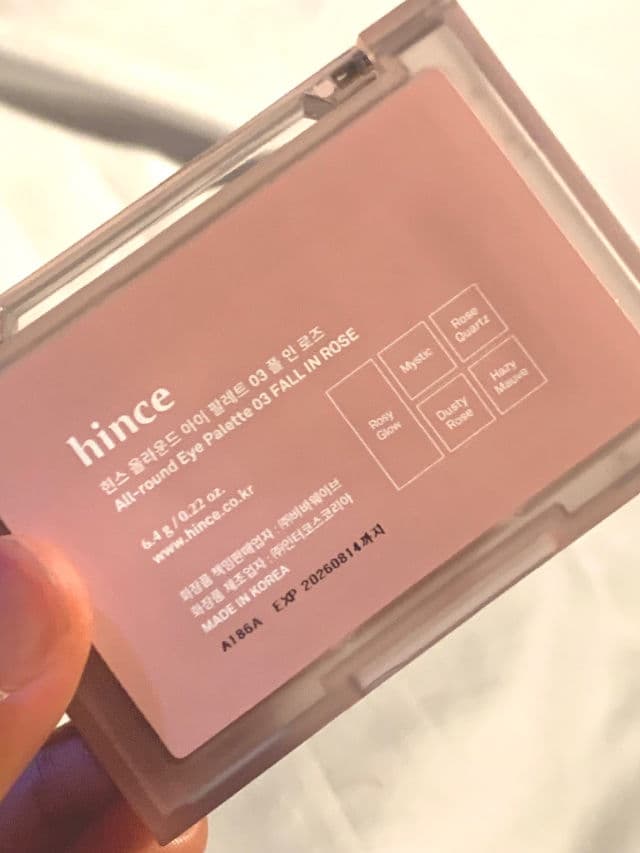 hince
힌스 올라운드 아이 팔레트 03 폴 인 로즈
All-round Eye Palette 03 FALL IN ROSE
6.4 g / 0.22 oz.
www.hince.co.kr
화장품 책임판매업자 : ㈜비바웨이브
화장품 제조업자 : ㈜인터코스코리아
MADE IN KOREA
A186A EXP 20260814까지
Rosy
Glow
Mystic
Rose
Quartz
Dusty
Rose
Hazy
Mauve